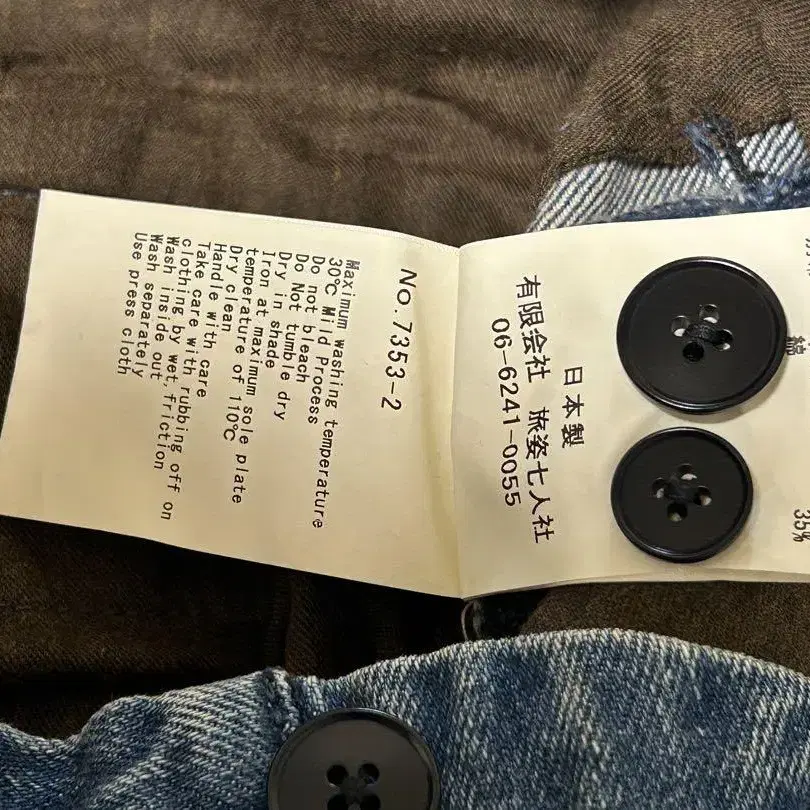 No.7353-2
Maximum washing temperature
30℃ Mild Process
Do not bleach
Do Not tumble dry
Dry in shade
Iron at maximum sole plate
temperature of 110℃
Dry clean
Handle with care
Take care with rubbing off on
clothing by wet,friction
Wash inside out
Wash separately
Use press cloth
35%
日本製
有限会社 旅姿七人社
06-6241-0055